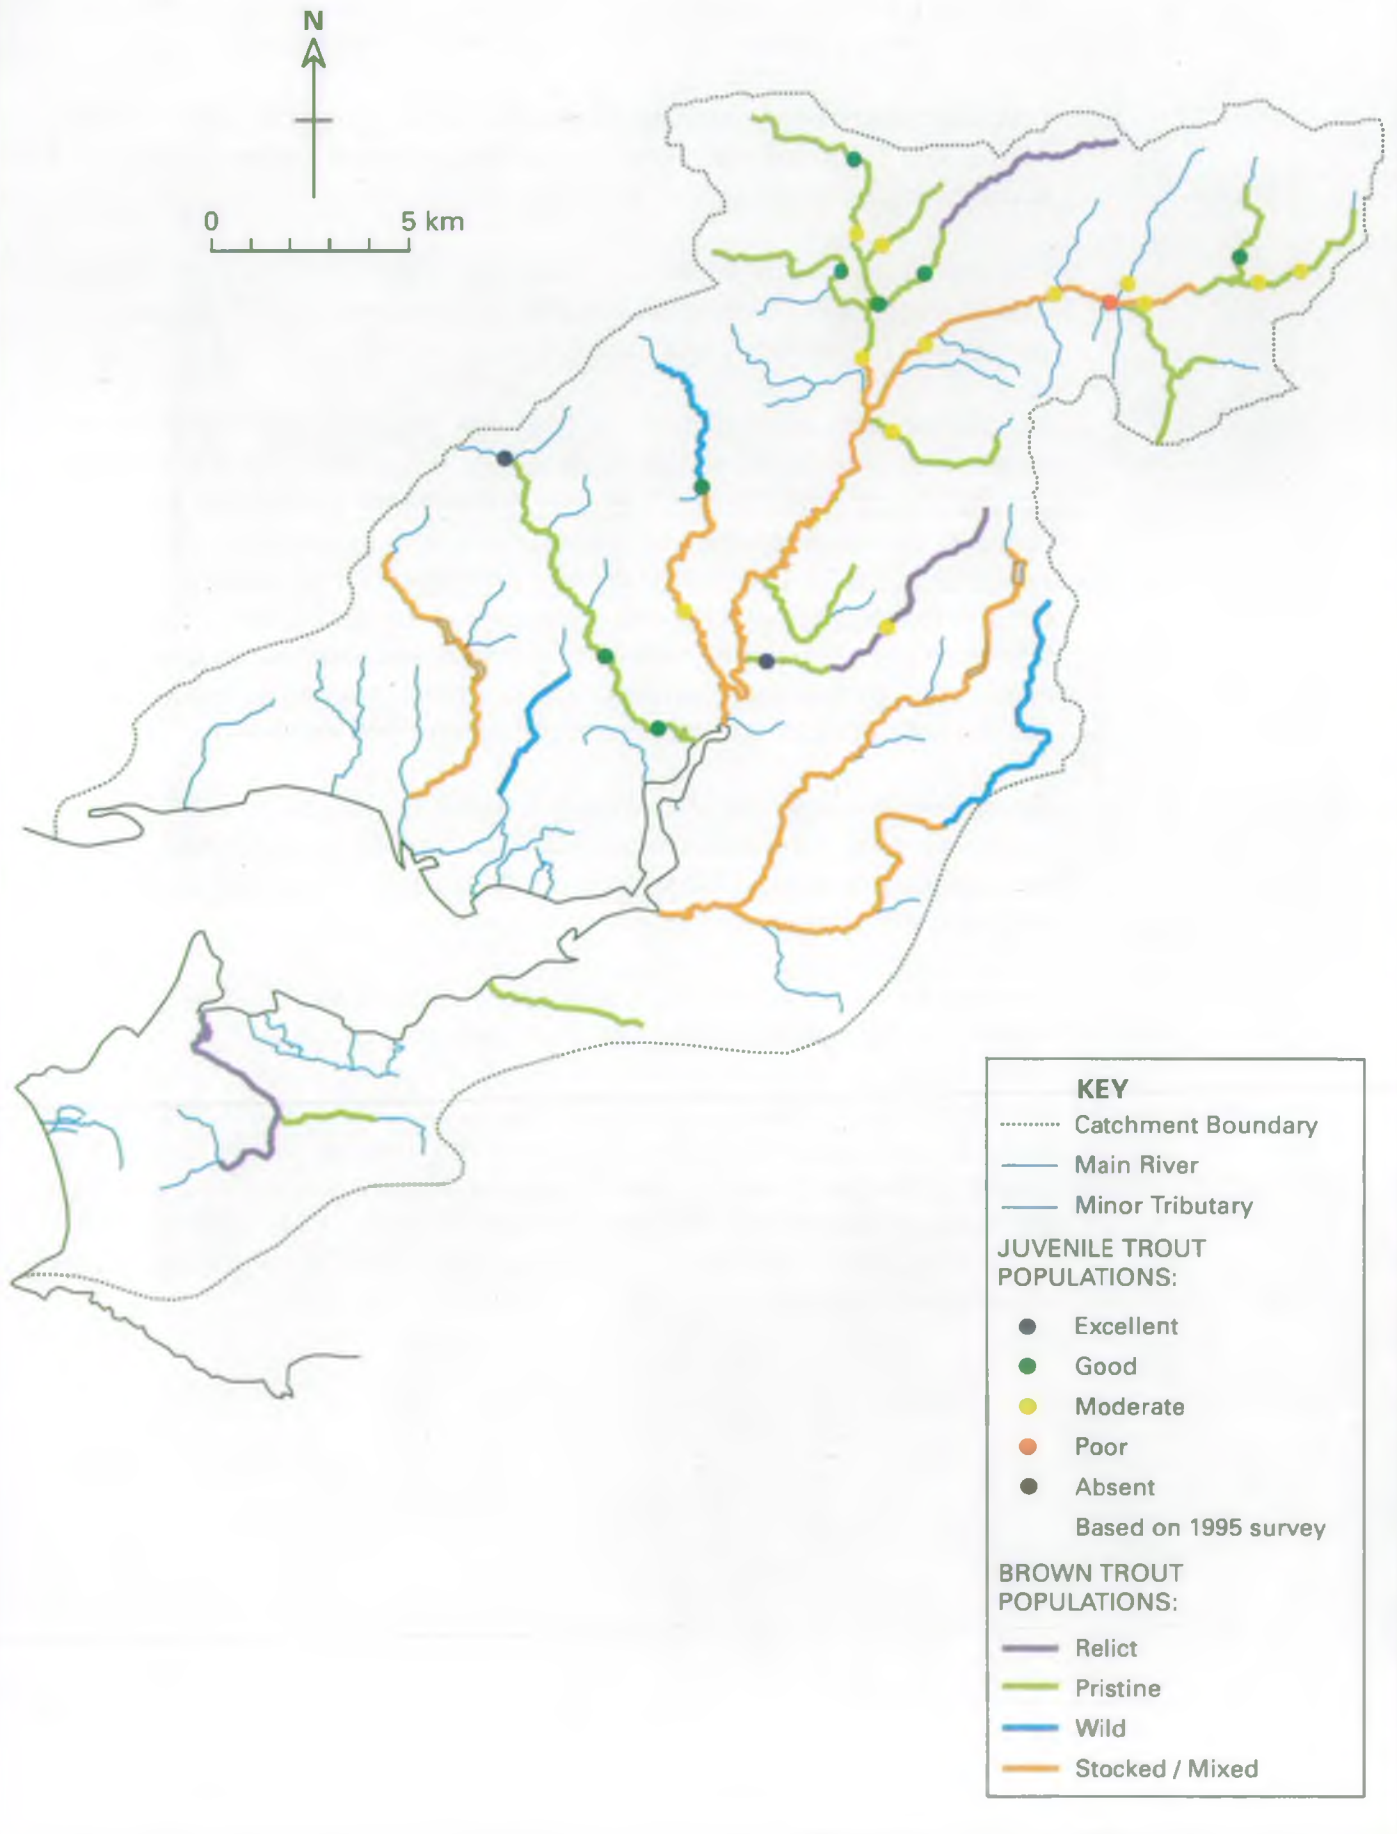 N
0 5 km
KEY
Catchment Boundary
Main River
Minor Tributary
JUVENILE TROUT
POPULATIONS:
Excellent
Good
Moderate
Poor
Absent
Based on 1995 survey
BROWN TROUT
POPULATIONS:
Relict
Pristine
Wild
Stocked / Mixed